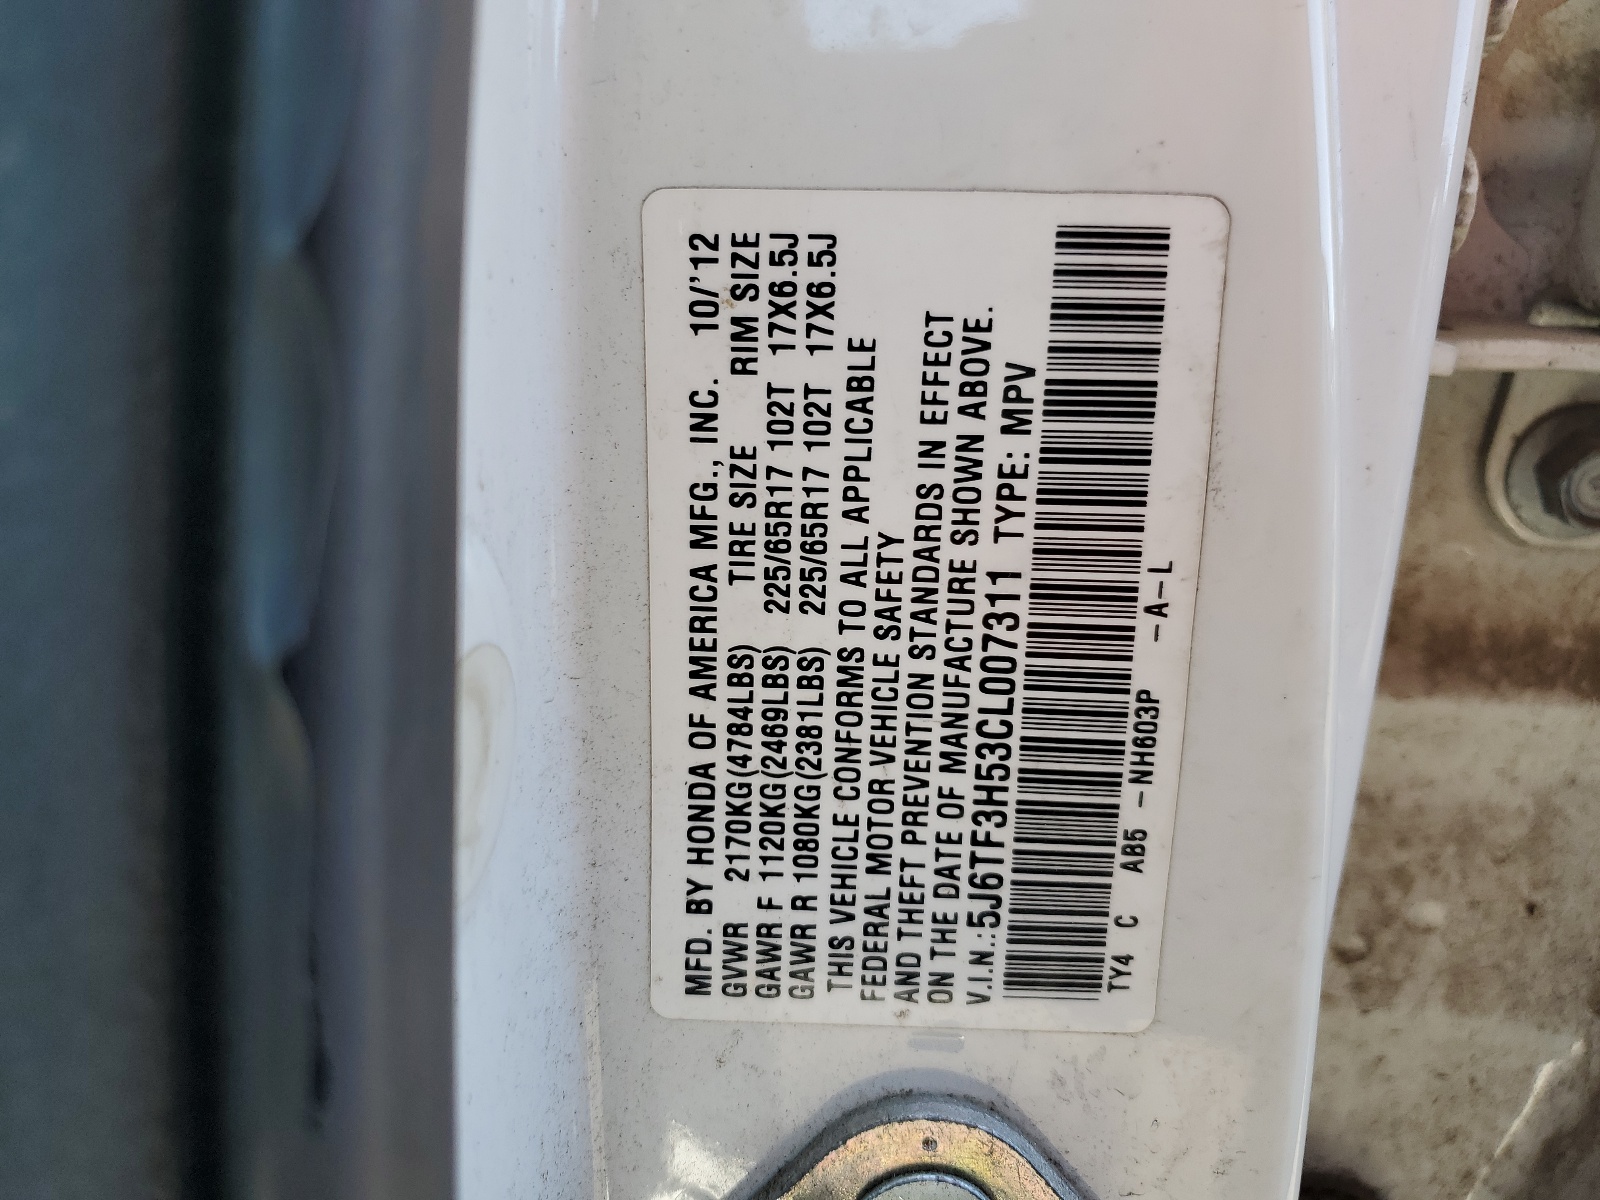 MFD. BY HONDA OF AMERICA MFG., INC. 10/'12
GVWR 2170KG(4784LBS) TIRE SIZE RIM SIZE
GAWR F 1120KG(2469LBS) 225/65R17 102T 17X6.5J
GAWR R 1080KG(2381LBS) 225/65R17 102T 17X6.5J
THIS VEHICLE CONFORMS TO ALL APPLICABLE
FEDERAL MOTOR VEHICLE SAFETY
AND THEFT PREVENTION STANDARDS IN EFFECT
ON THE DATE OF MANUFACTURE SHOWN ABOVE.
V.I.N.:5J6TF3H53CL007311 TYPE: MPV
TY4 C AB5 -NH603P -A-L